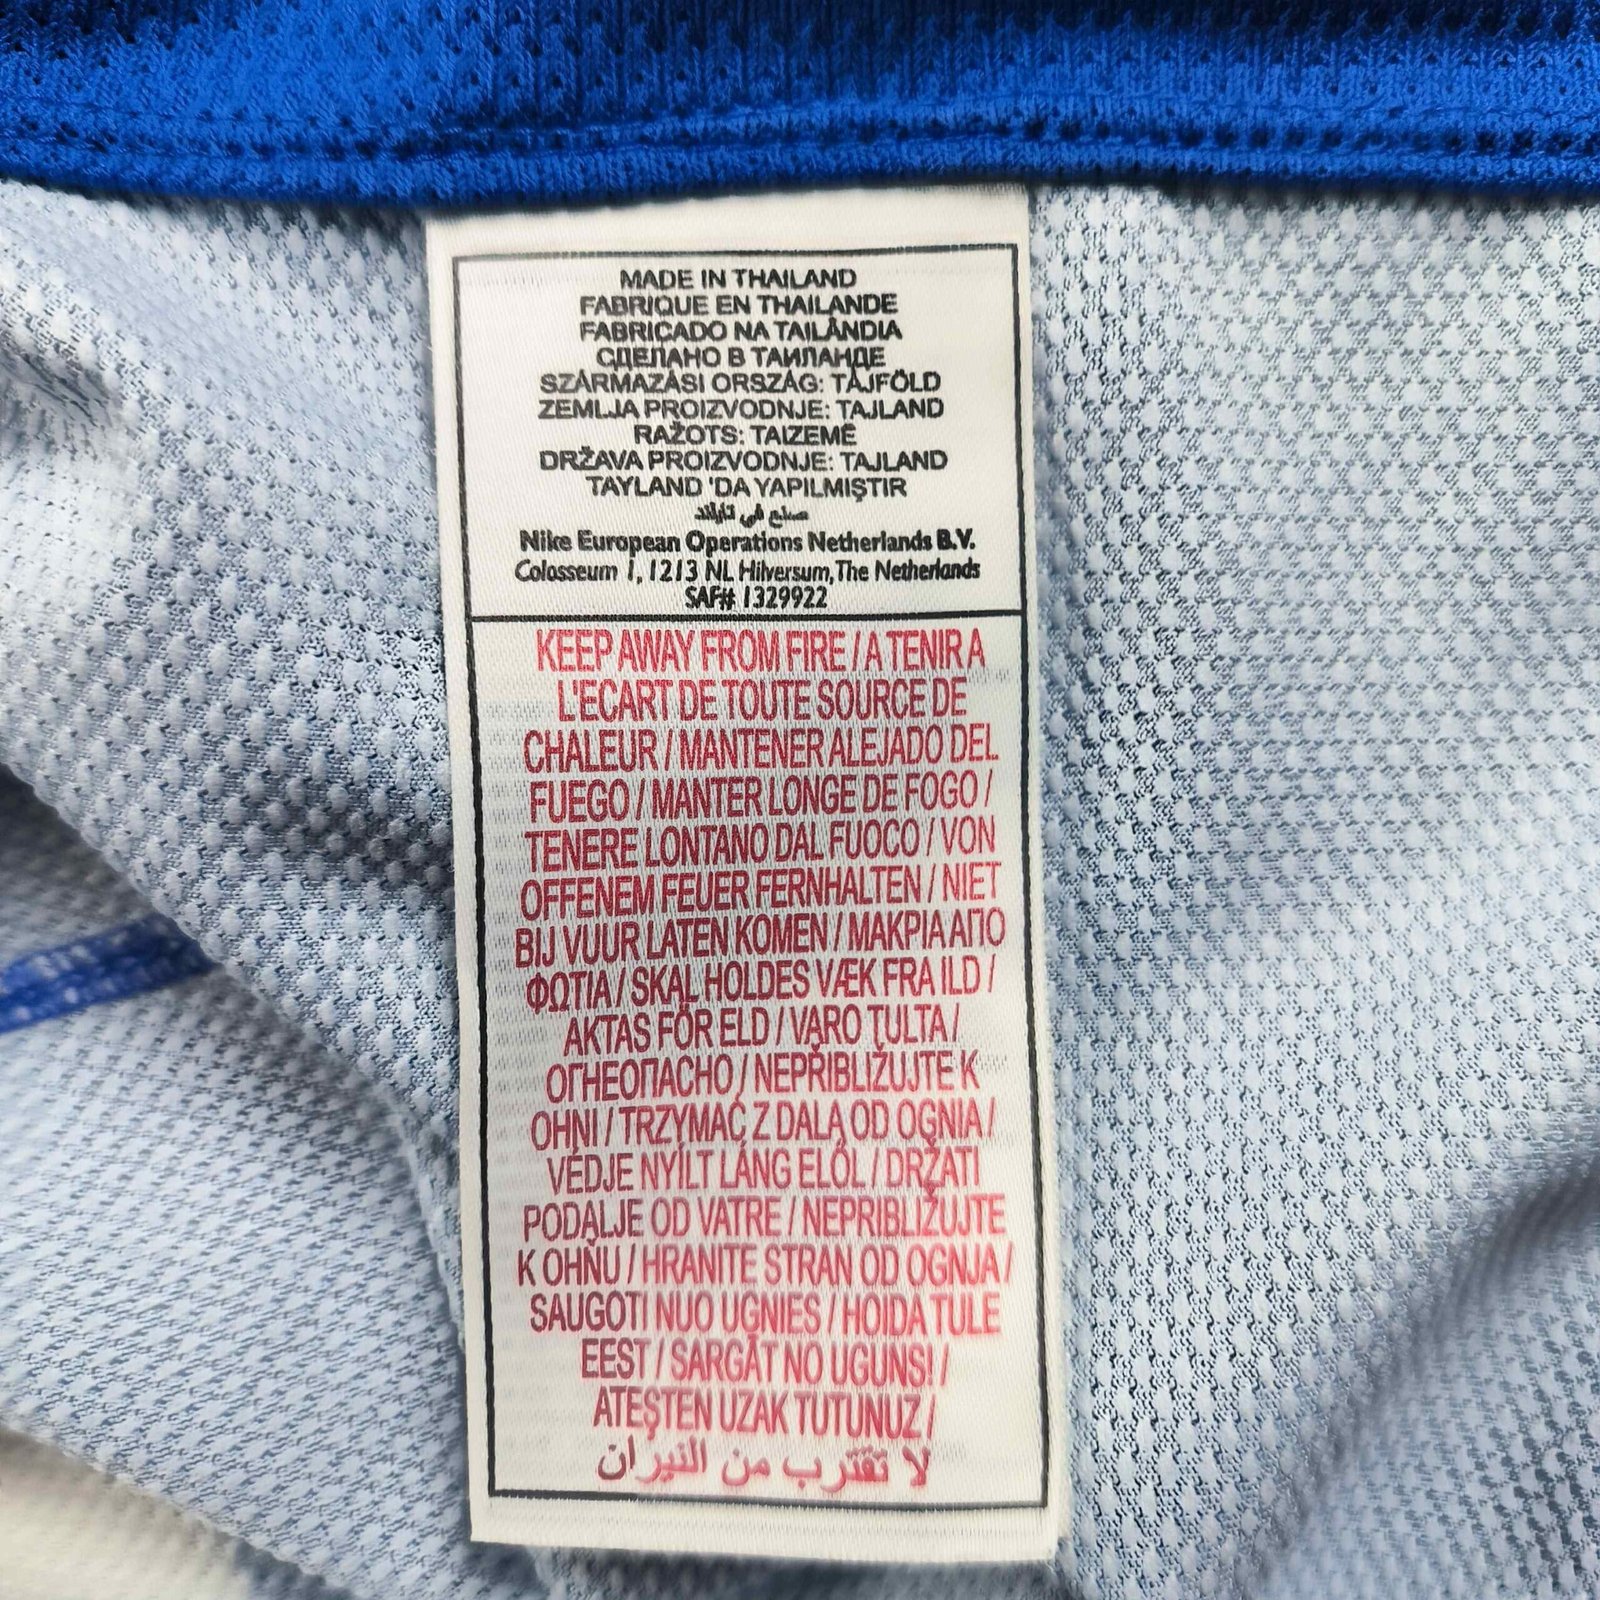 MADE IN THAILAND
FABRIQUE EN THAILANDE
FABRICADO NA TAILÂNDIA
СДЕЛАНО В ТАИЛАНДЕ
SZÁRMAZÁSI ORSZÁG: TÁJFÖLD
ZEMLJA PROIZVODNJE: TAJLAND
RAŽOTS: TAIZEMĒ
DRŽAVA PROIZVODNJE: TAJLAND
TAYLAND 'DA YAPILMIŞTIR
صنع في تايلند
Nike European Operations Netherlands B.V.
Colosseum 1, 1213 NL Hilversum, The Netherlands
SAF# 1329922
KEEP AWAY FROM FIRE / A TENIR A
L'ECART DE TOUTE SOURCE DE
CHALEUR / MANTENER ALEJADO DEL
FUEGO / MANTER LONGE DE FOGO /
TENERE LONTANO DAL FUOCO / VON
OFFENEM FEUER FERNHALTEN / NIET
BIJ VUUR LATEN KOMEN / ΜΑΚΡΙΑ ΑΠΟ
ΦΩΤΙΑ / SKAL HOLDES VÆK FRA ILD /
AKTAS FÖR ELD / VARO TULTA /
ОГНЕОПАСНО / NEPŘIBLIŽUJTE K
OHNI / TRZYMAĆ Z DALA OD OGNIA /
VÉDJE NYÍLT LÁNG ELŐL / DRŽATI
PODALJE OD VATRE / NEPRIBLIŽUJTE
K OHŇU / HRANITE STRAN OD OGNJA /
SAUGOTI NUO UGNIES / HOIDA TULE
EEST / SARGĀT NO UGUNS! /
ATEŞTEN UZAK TUTUNUZ /
لا تقترب من النيران